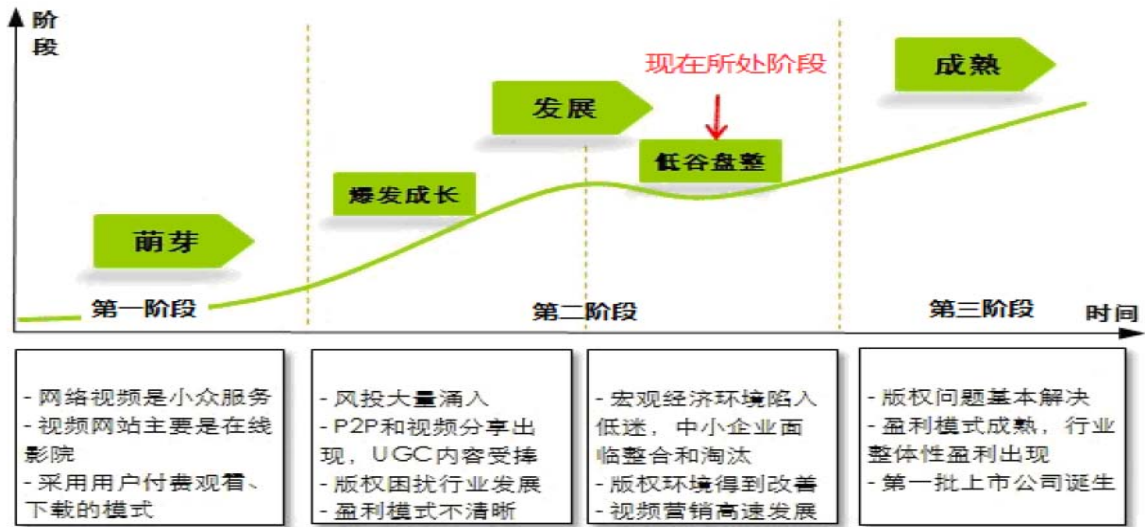 阶
段
现在所处阶段
成熟
发展
低谷盘整
爆发成长
萌芽
第一阶段
第二阶段
第三阶段
时间
- 网络视频是小众服务
- 视频网站主要是在线
影院
- 采用用户付费观看、
下载的模式
- 风投大量涌入
- P2P和视频分享出
现，UGC内容受捧
- 版权困扰行业发展
- 盈利模式不清晰
- 宏观经济环境陷入
低迷，中小企业面
临整合和淘汰
- 版权环境得到改善
- 视频营销高速发展
- 版权问题基本解决
- 盈利模式成熟，行业
整体性盈利出现
- 第一批上市公司诞生